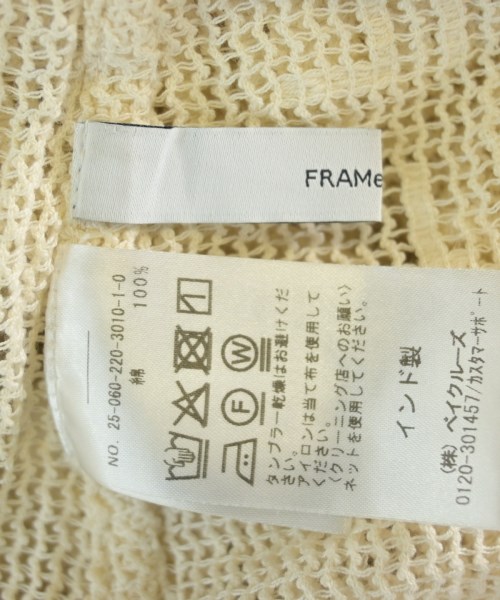 FRAMe
NO. 25-060-220-3010-1-0
綿 100%
W
F
タンブラー乾燥はお避けくだ
さい。
アイロンは当て布を使用して
ください。
〈クリーニング店へのお願い〉
ネットを使用してください。
インド製
(株) ベイクルーズ
0120-301457/カスタマーサポート